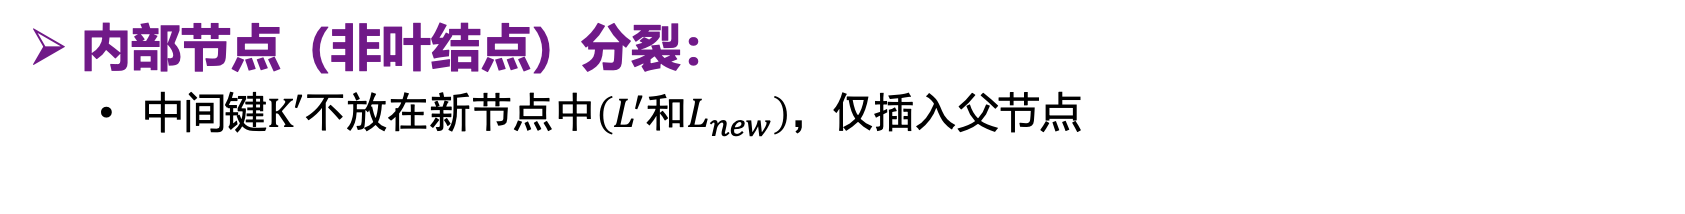 ➢ 内部节点（非叶结点）分裂：
• 中间键K′不放在新节点中(L′和L_new)，仅插入父节点